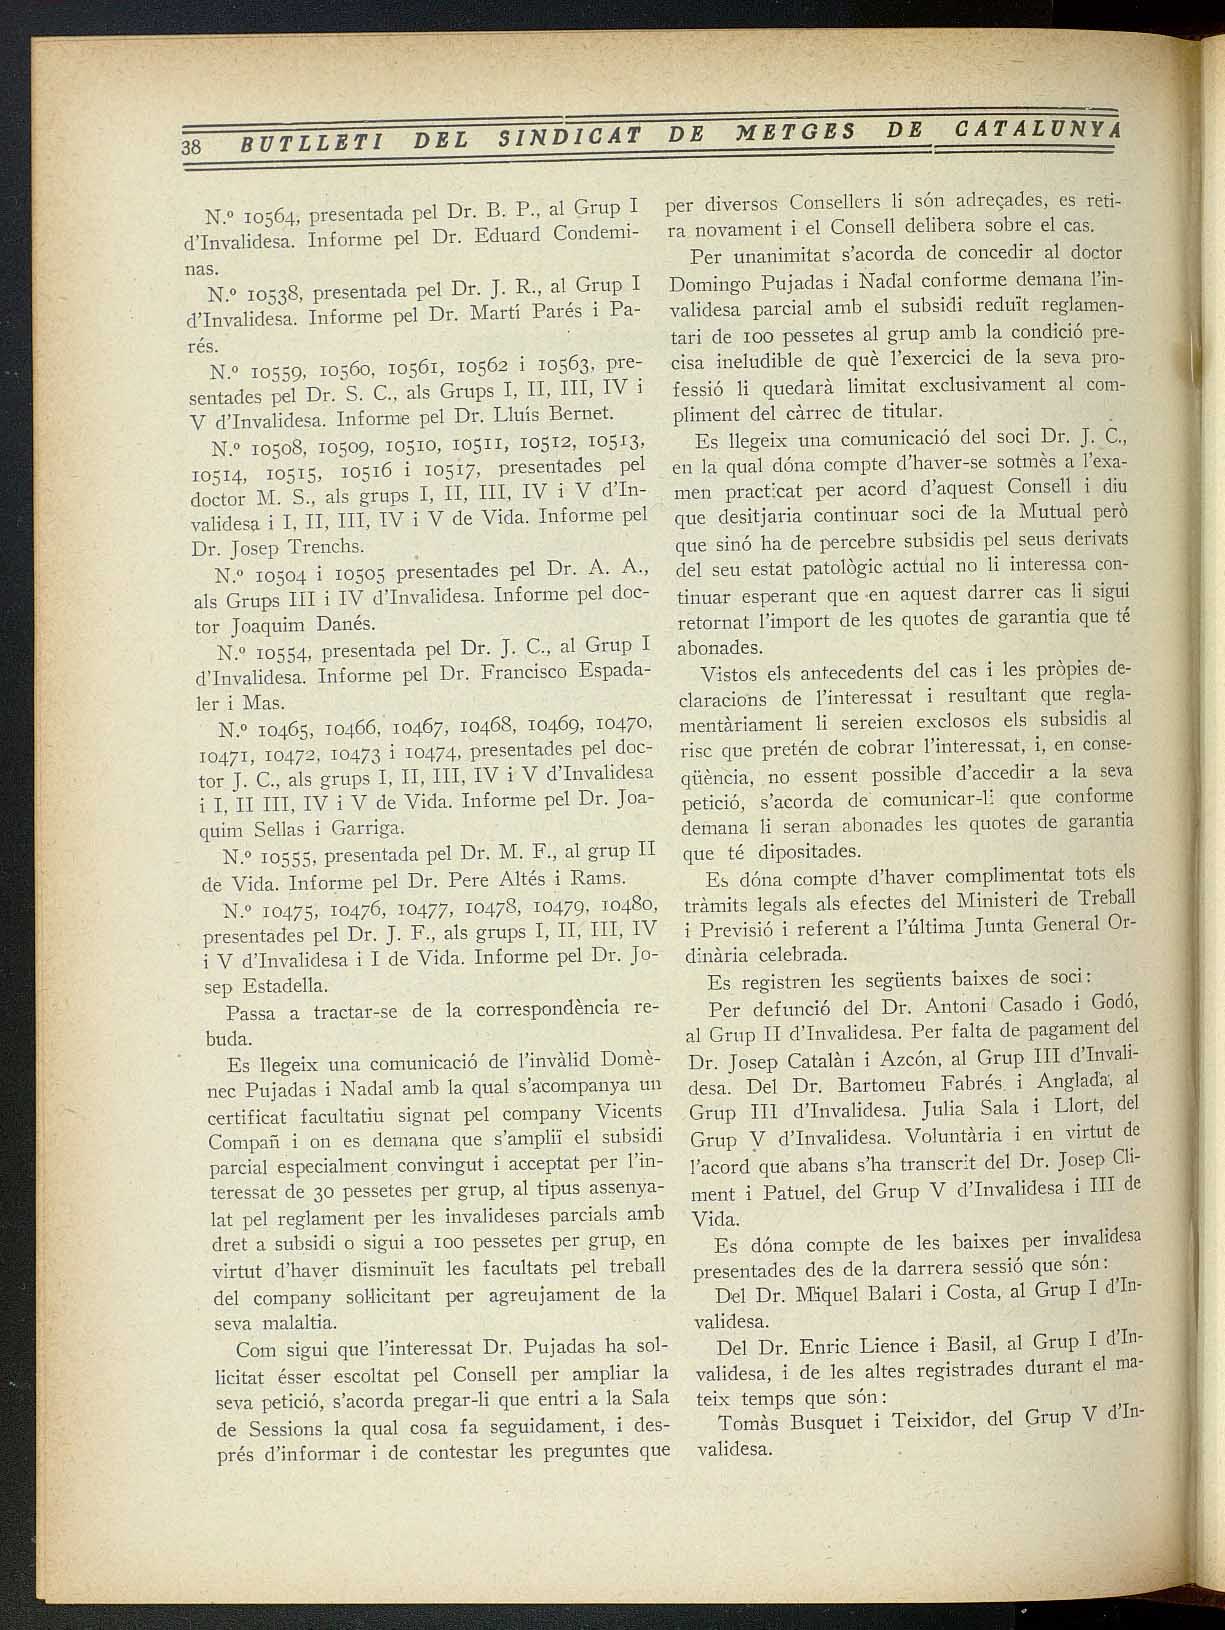 38 BUTLLETI DEL SINDICAT DE METGES DE CATALUNYA
N.º 10564, presentada pel Dr. B. P., al Grup I
d'Invalidesa. Informe pel Dr. Eduard Condemi-
nas.
N.º 10538, presentada pel Dr. J. R., al Grup I
d'Invalidesa. Informe pel Dr. Martí Parés i Pa-
rés.
N.º 10559, 10560, 10561, 10562 i 10563, pre-
sentades pel Dr. S. C., als Grups I, II, III, IV i
V d'Invalidesa. Informe pel Dr. Lluís Bernet.
N.º 10508, 10509, 10510, 10511, 10512, 10513,
10514, 10515, 10516 i 10517, presentades pel
doctor M. S., als grups I, II, III, IV i V d'In-
validesa i I, II, III, IV i V de Vida. Informe pel
Dr. Josep Trenchs.
N.º 10504 i 10505 presentades pel Dr. A. A.,
als Grups III i IV d'Invalidesa. Informe pel doc-
tor Joaquim Danés.
N.º 10554, presentada pel Dr. J. C., al Grup I
d'Invalidesa. Informe pel Dr. Francisco Espada-
ler i Mas.
N.º 10465, 10466, 10467, 10468, 10469, 10470,
10471, 10472, 10473 i 10474, presentades pel doc-
tor J. C., als grups I, II, III, IV i V d'Invalidesa
i I, II III, IV i V de Vida. Informe pel Dr. Joa-
quim Sellas i Garriga.
N.º 10555, presentada pel Dr. M. F., al grup II
de Vida. Informe pel Dr. Pere Altés i Rams.
N.º 10475, 10476, 10477, 10478, 10479, 10480,
presentades pel Dr. J. F., als grups I, II, III, IV
i V d'Invalidesa i I de Vida. Informe pel Dr. Jo-
sep Estadella.
Passa a tractar-se de la correspondència re-
buda.
Es llegeix una comunicació de l'invàlid Domè-
nec Pujadas i Nadal amb la qual s'acompanya un
certificat facultatiu signat pel company Vicents
Compañ i on es demana que s'ampliï el subsidi
parcial especialment convingut i acceptat per l'in-
teressat de 30 pessetes per grup, al tipus assenya-
lat pel reglament per les invalideses parcials amb
dret a subsidi o sigui a 100 pessetes per grup, en
virtut d'haver disminuït les facultats pel treball
del company sol·licitant per agreujament de la
seva malaltia.
Com sigui que l'interessat Dr. Pujadas ha sol-
licitat ésser escoltat pel Consell per ampliar la
seva petició, s'acorda pregar-li que entri a la Sala
de Sessions la qual cosa fa seguidament, i des-
prés d'informar i de contestar les preguntes que
per diversos Consellers li són adreçades, es reti-
ra novament i el Consell delibera sobre el cas.
Per unanimitat s'acorda de concedir al doctor
Domingo Pujadas i Nadal conforme demana l'in-
validesa parcial amb el subsidi reduït reglamen-
tari de 100 pessetes al grup amb la condició pre-
cisa ineludible de què l'exercici de la seva pro-
fessió li quedarà limitat exclusivament al com-
pliment del càrrec de titular.
Es llegeix una comunicació del soci Dr. J. C.,
en la qual dóna compte d'haver-se sotmès a l'exa-
men practicat per acord d'aquest Consell i diu
que desitjaria continuar soci de la Mutual però
que sinó ha de percebre subsidis pel seus derivats
del seu estat patològic actual no li interessa con-
tinuar esperant que en aquest darrer cas li sigui
retornat l'import de les quotes de garantia que té
abonades.
Vistos els antecedents del cas i les pròpies de-
claracions de l'interessat i resultant que regla-
mentàriament li sereien exclosos els subsidis al
risc que pretén de cobrar l'interessat, i, en conse-
qüència, no essent possible d'accedir a la seva
petició, s'acorda de comunicar-li que conforme
demana li seran abonades les quotes de garantia
que té dipositades.
Es dóna compte d'haver complimentat tots els
tràmits legals als efectes del Ministeri de Treball
i Previsió i referent a l'última Junta General Or-
dinària celebrada.
Es registren les següents baixes de soci:
Per defunció del Dr. Antoni Casado i Godó,
al Grup II d'Invalidesa. Per falta de pagament del
Dr. Josep Catalàn i Azcón, al Grup III d'Invali-
desa. Del Dr. Bartomeu Fabrés i Anglada, al
Grup III d'Invalidesa. Julia Sala i Llort, del
Grup V d'Invalidesa. Voluntària i en virtut de
l'acord que abans s'ha transcrit del Dr. Josep Cli-
ment i Patuel, del Grup V d'Invalidesa i III de
Vida.
Es dóna compte de les baixes per invalidesa
presentades des de la darrera sessió que són:
Del Dr. Miquel Balari i Costa, al Grup I d'In-
validesa.
Del Dr. Enric Lience i Basil, al Grup I d'In-
validesa, i de les altes registrades durant el ma-
teix temps que són:
Tomàs Busquet i Teixidor, del Grup V d'In-
validesa.